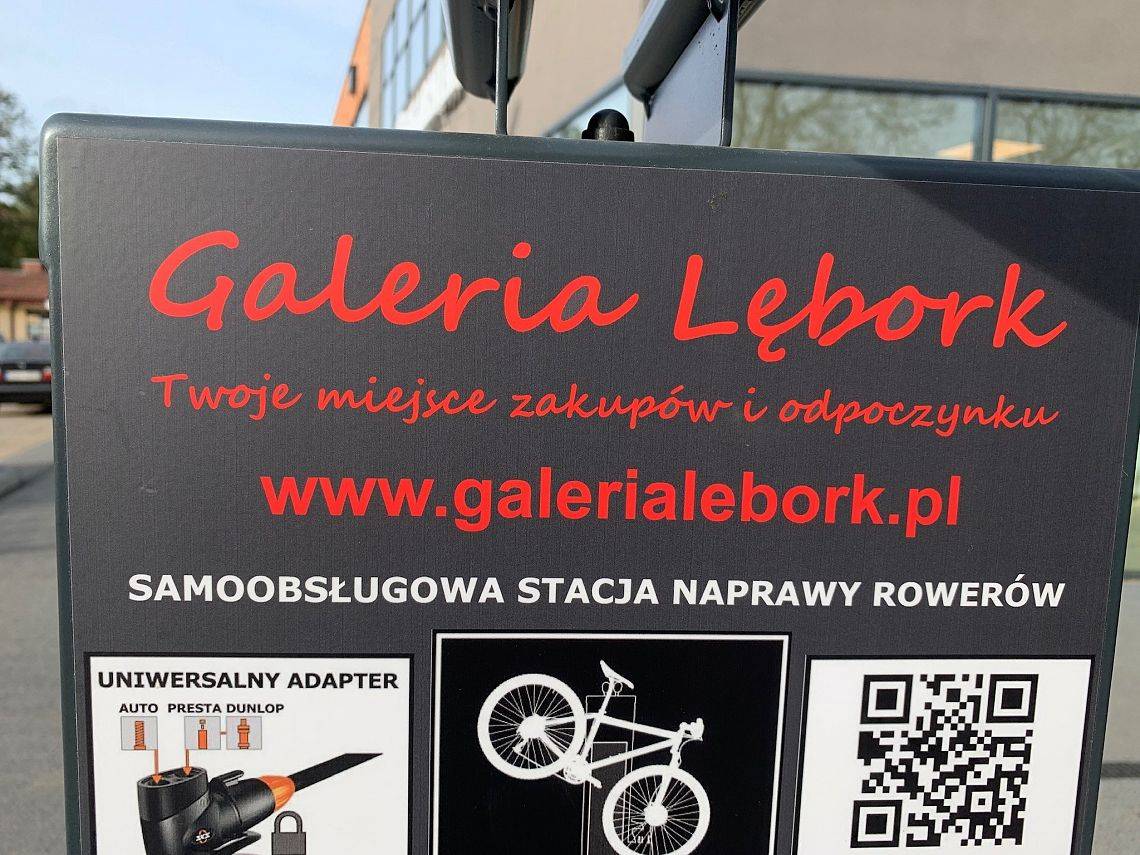 Galeria Lębork
Twoje miejsce zakupów i odpoczynku
www.galerialebork.pl
SAMOOBSŁUGOWA STACJA NAPRAWY ROWERÓW
UNIWERSALNY ADAPTER
AUTO PRESTA DUNLOP